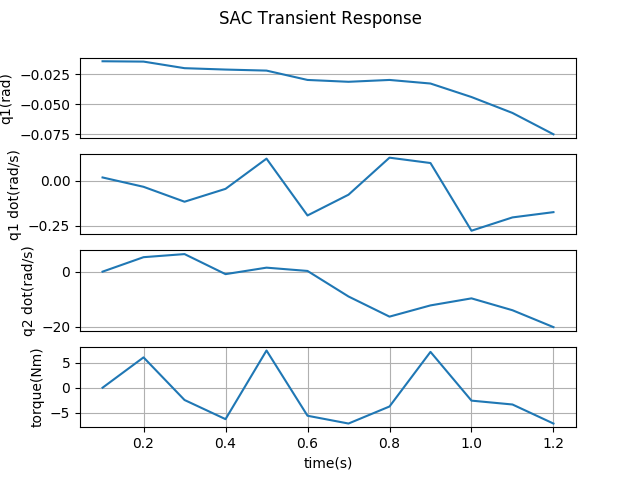 SAC Transient Response
q1(rad)
−0.025
−0.050
−0.075
q1 dot(rad/s)
0.00
−0.25
q2 dot(rad/s)
0
−20
torque(Nm)
5
0
−5
0.2 0.4 0.6 0.8 1.0 1.2
time(s)